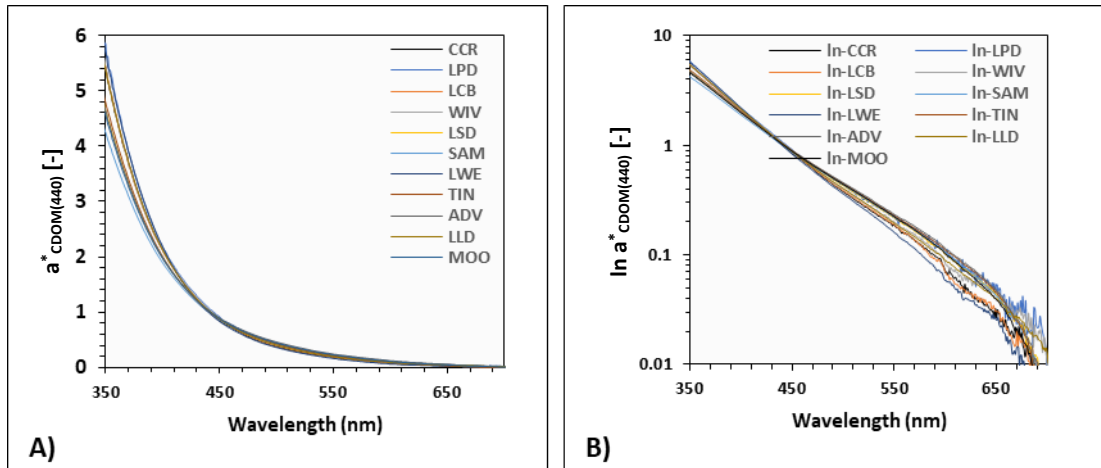 6
5
4
3
2
1
0
a*CDOM(440) [-]
CCR
LPD
LCB
WIV
LSD
SAM
LWE
TIN
ADV
LLD
MOO
350 450 550 650
Wavelength (nm)
A)
10
1
0.1
0.01
ln a*CDOM(440) [-]
ln-CCR ln-LPD
ln-LCB ln-WIV
ln-LSD ln-SAM
ln-LWE ln-TIN
ln-ADV ln-LLD
ln-MOO
350 450 550 650
Wavelength (nm)
B)